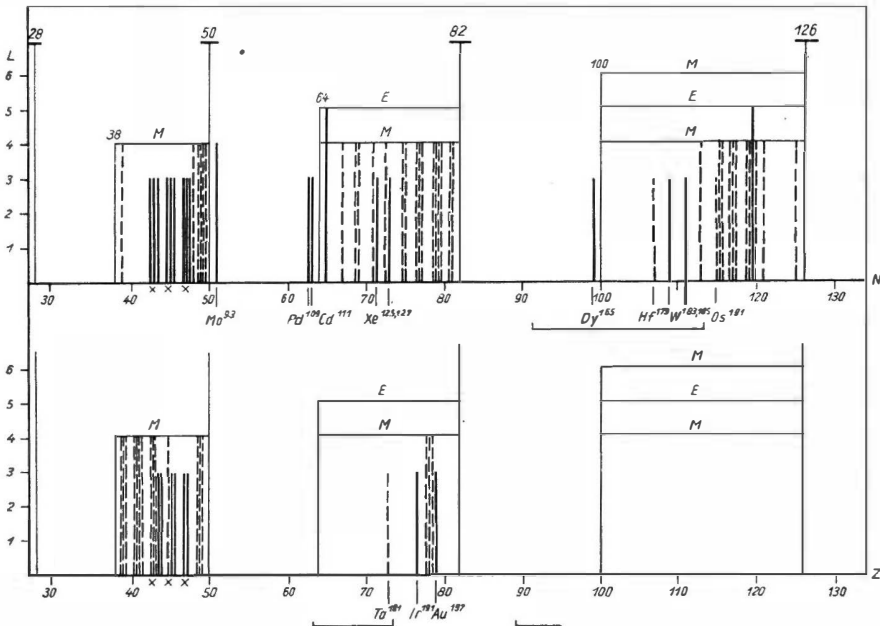 28 50 82 126
L
6 5 4 3 2 1
38 M
64 E
M
100 M
E
M
30 40 50 60 70 80 90 100 110 120 130 N
× × ×
Mo⁹³ Pd¹⁰⁹ Cd¹¹¹ Xe¹²⁵,¹²⁷ Dy¹⁶⁵ Hf¹⁷⁹ W¹⁸³,¹⁸⁵ Os¹⁹¹
6 5 4 3 2 1
M
E
M
M
E
M
30 40 50 60 70 80 90 100 110 120 130 Z
× × ×
Ta¹⁸¹ Ir¹⁹¹ Au¹⁹⁷